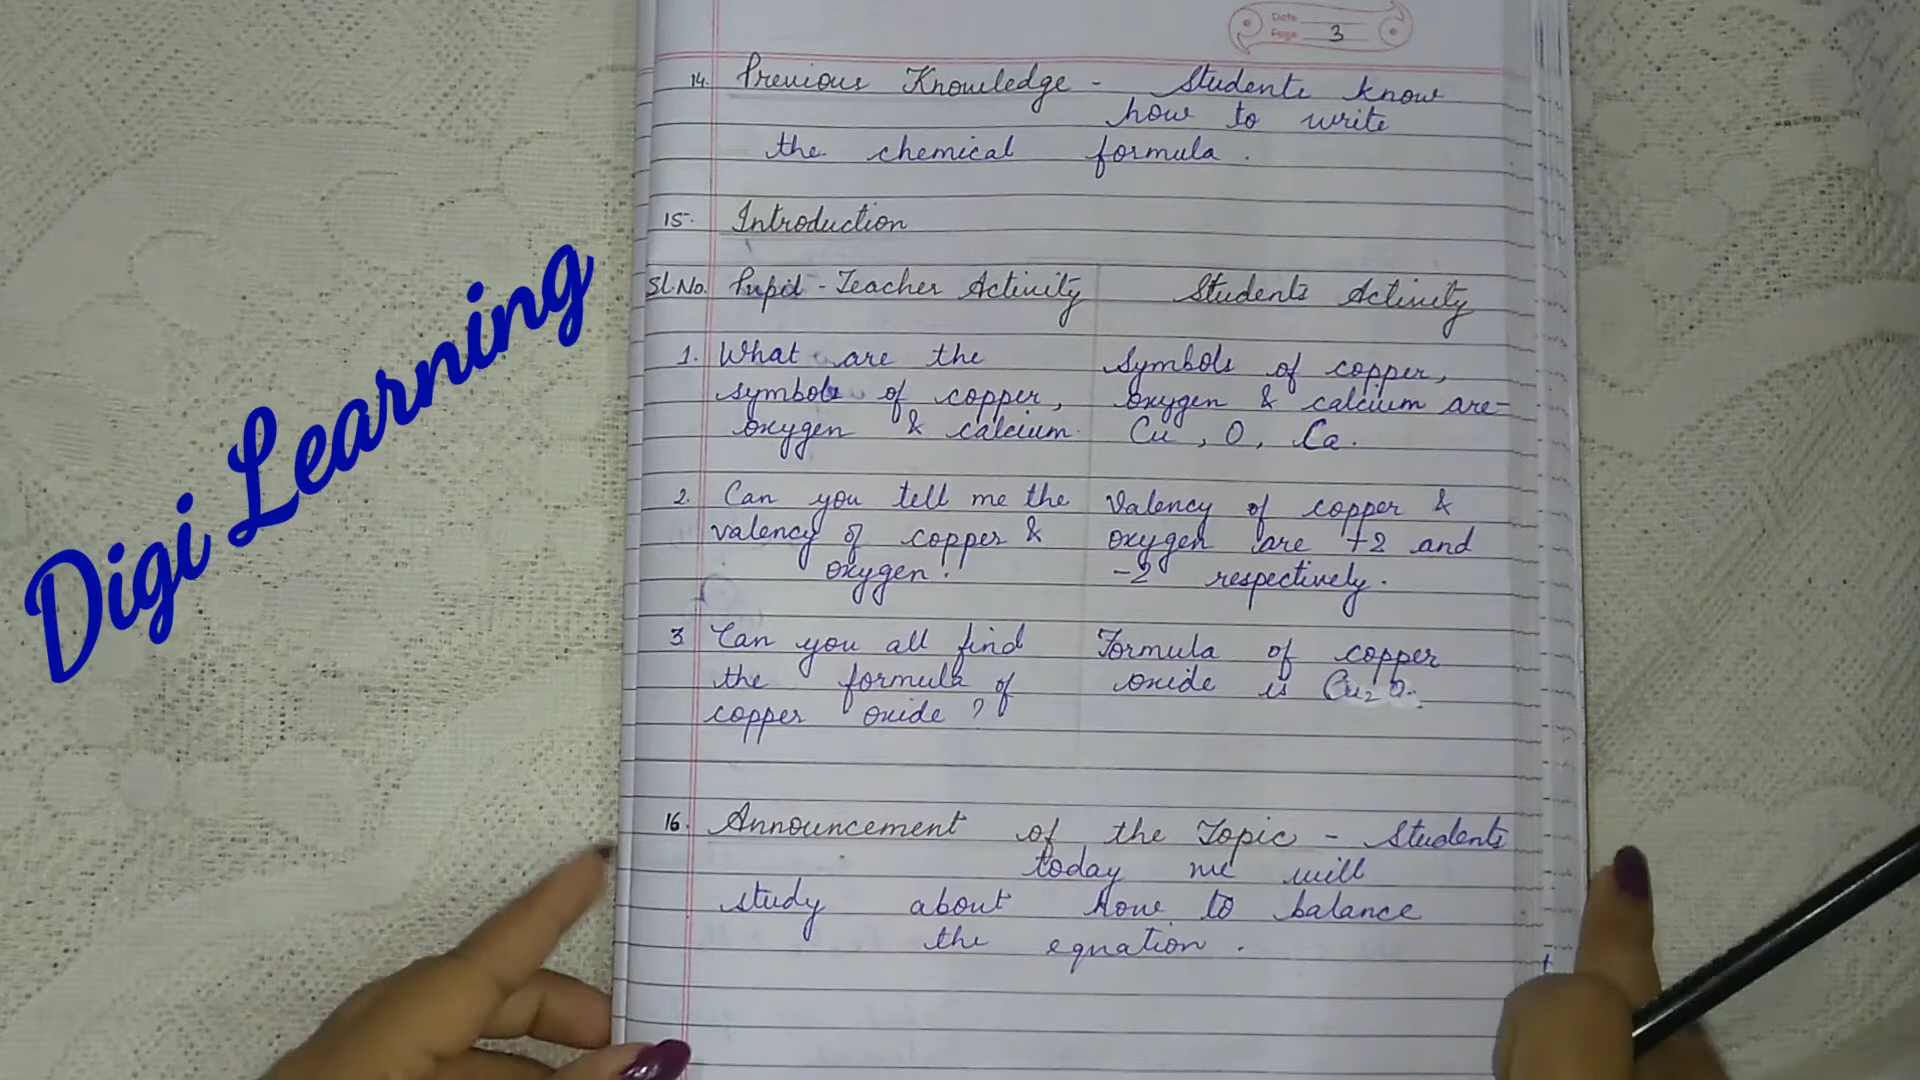 Date
Page 3
14. Previous Knowledge - Students know
how to write
the chemical formula.
15. Introduction
Sl.No. Pupil-Teacher Activity Students Activity
1. What are the
symbols of copper,
oxygen & calcium.
Symbols of copper,
oxygen & calcium are-
Cu, O, Ca.
2. Can you tell me the
valency of copper &
oxygen.
Valency of copper &
oxygen are +2 and
-2 respectively.
3. Can you all find
the formula of
copper oxide?
Formula of copper
oxide is Cu2O.
16. Announcement of the Topic - Students
today we will
study about how to balance
the equation.
Digi Learning